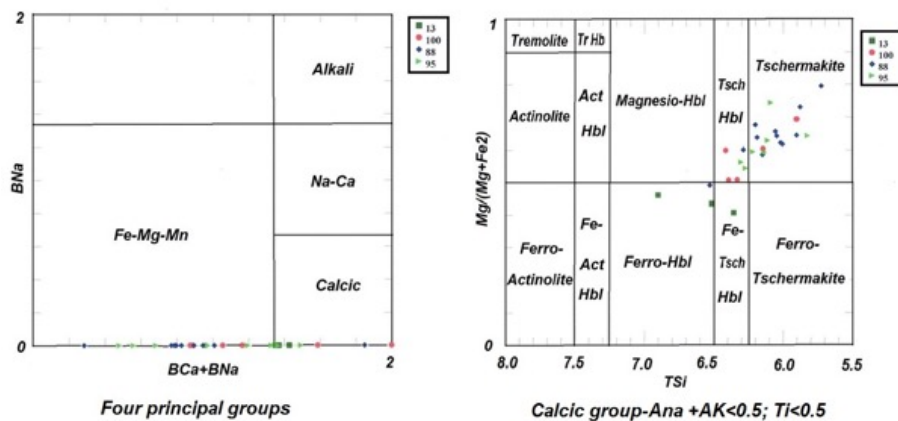 2
13
100
88
95
Alkali
BNa
Na-Ca
Fe-Mg-Mn
Calcic
0
2
BCa+BNa
Four principal groups
1
13
100
88
95
Tremolite
Tr Hb
Tschermakite
Actinolite
Act
Hbl
Magnesio-Hbl
Tsch
Hbl
Mg/(Mg+Fe2)
Ferro-
Actinolite
Fe-
Act
Hbl
Ferro-Hbl
Fe-
Tsch
Hbl
Ferro-
Tschermakite
0
8.0
7.5
7.0
6.5
6.0
5.5
TSi
Calcic group-Ana +AK<0.5; Ti<0.5